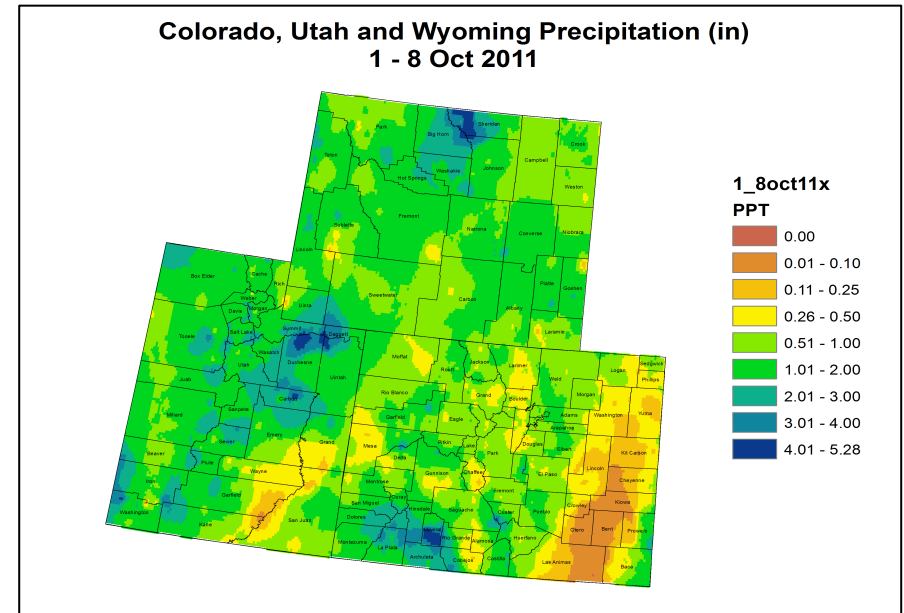 Colorado, Utah and Wyoming Precipitation (in)
1 - 8 Oct 2011
1_8oct11x
PPT
0.00
0.01 - 0.10
0.11 - 0.25
0.26 - 0.50
0.51 - 1.00
1.01 - 2.00
2.01 - 3.00
3.01 - 4.00
4.01 - 5.28
Park
Big Horn
Sheridan
Crook
Teton
Washakie
Johnson
Campbell
Hot Springs
Weston
Fremont
Sublette
Natrona
Converse
Niobrara
Lincoln
Sweetwater
Carbon
Albany
Platte
Goshen
Uinta
Laramie
Box Elder
Cache
Rich
Weber
Morgan
Davis
Summit
Daggett
Tooele
Salt Lake
Wasatch
Duchesne
Uintah
Utah
Juab
Carbon
Sanpete
Millard
Emery
Grand
Sevier
Beaver
Piute
Wayne
Iron
Garfield
Washington
Kane
San Juan
Moffat
Routt
Jackson
Larimer
Weld
Logan
Sedgwick
Phillips
Rio Blanco
Grand
Boulder
Morgan
Garfield
Eagle
Adams
Washington
Yuma
Arapahoe
Mesa
Pitkin
Lake
Park
Douglas
Elbert
Kit Carson
Delta
Gunnison
Chaffee
El Paso
Lincoln
Cheyenne
Montrose
Fremont
Kiowa
San Miguel
Ouray
Hinsdale
Saguache
Custer
Pueblo
Crowley
Dolores
Mineral
Otero
Bent
Prowers
Rio Grande
Alamosa
Huerfano
Montezuma
La Plata
Archuleta
Conejos
Costilla
Las Animas
Baca